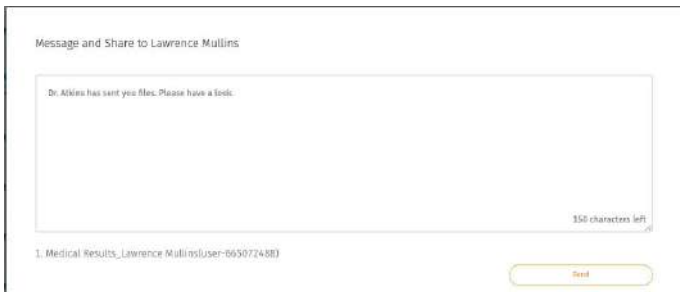 Message and Share to Lawrence Mullins
Dr. Atkins has sent you files. Please have a look.
350 characters left
1. Medical Results_Lawrence Mullins(user-665072488)
Send